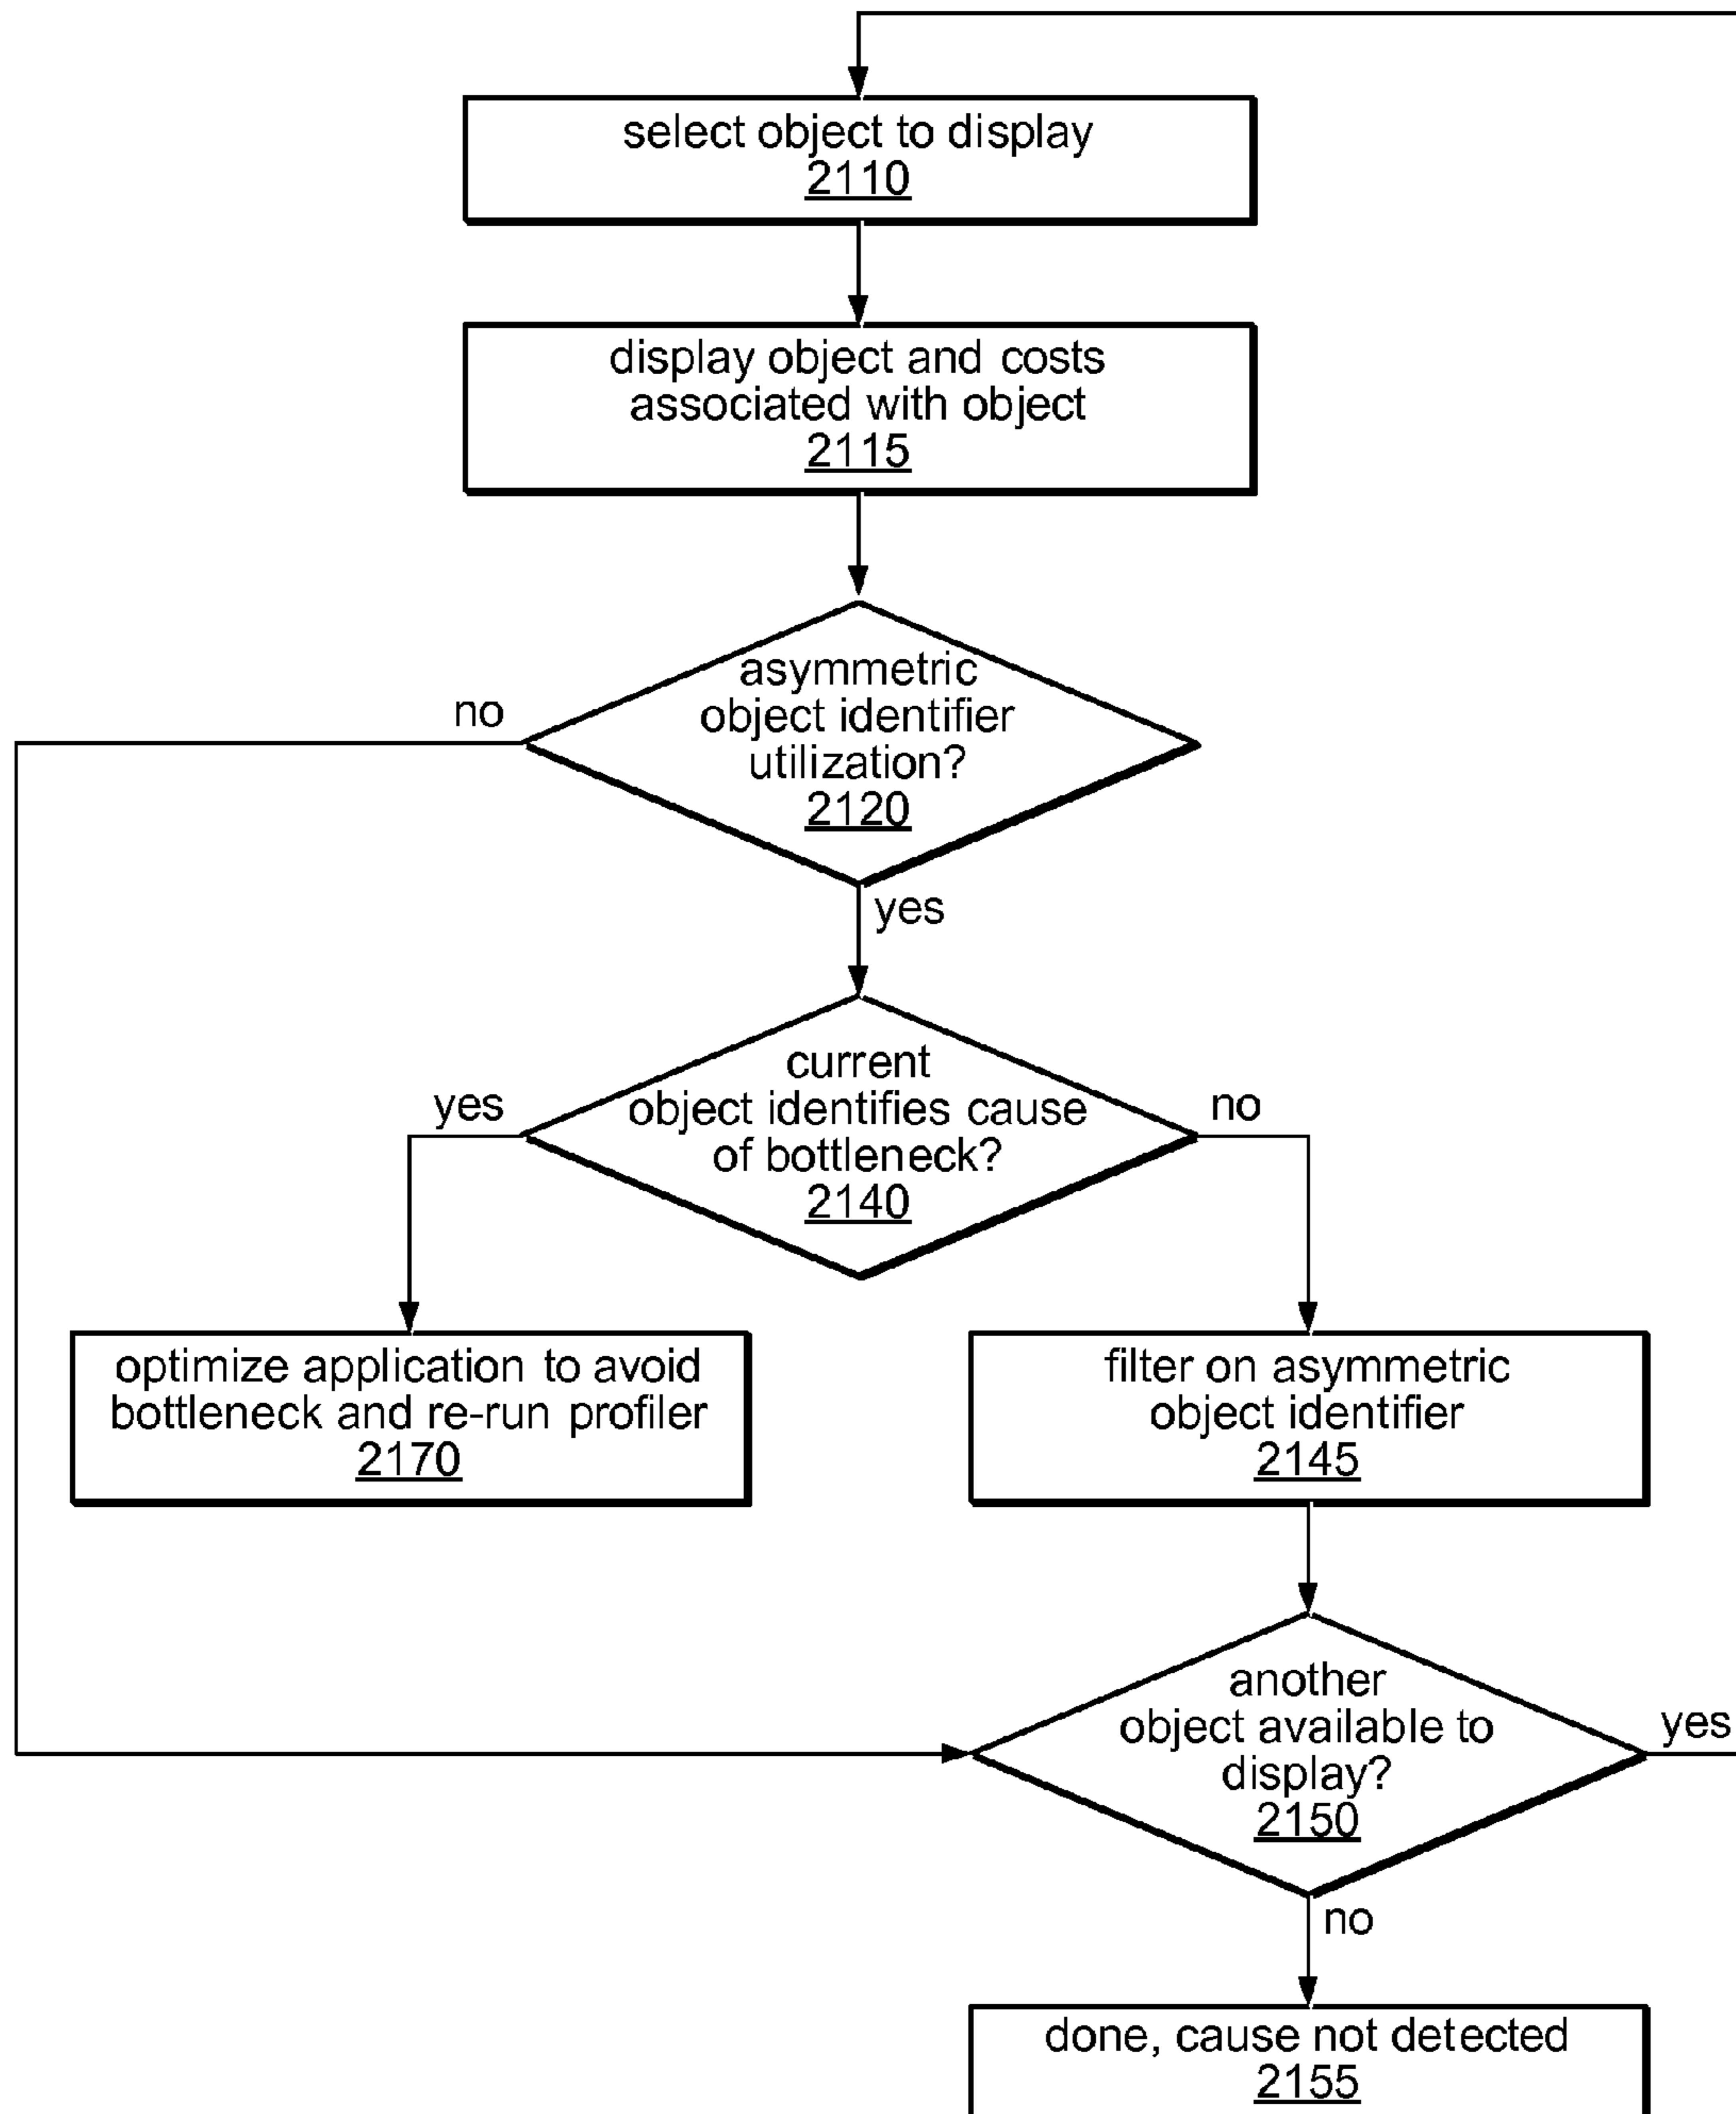 select object to display
2110
display object and costs
associated with object
2115
asymmetric
object identifier
utilization?
2120
no
yes
current
object identifies cause
of bottleneck?
2140
yes
no
optimize application to avoid
bottleneck and re-run profiler
2170
filter on asymmetric
object identifier
2145
another
object available to
display?
2150
yes
no
done, cause not detected
2155